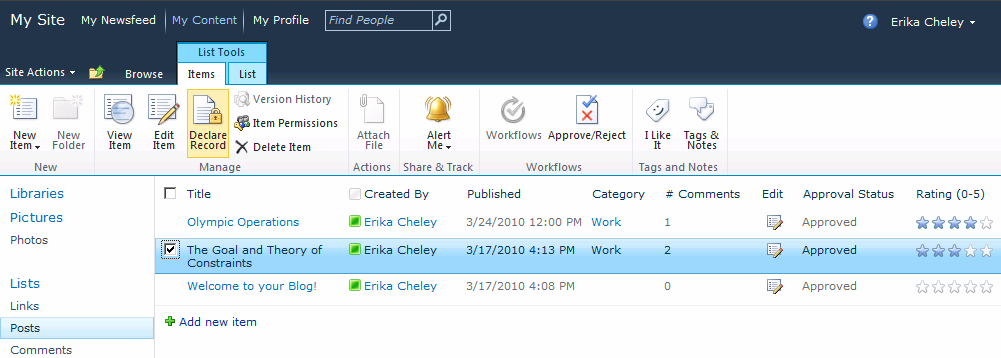 My Site My Newsfeed My Content My Profile Find People ? Erika Cheley
List Tools
Site Actions Browse Items List
New Item New Folder View Item Edit Item Declare Record Version History
Item Permissions
Delete Item Attach File Alert Me Workflows Approve/Reject I Like It Tags & Notes
New Manage Actions Share & Track Workflows Tags and Notes
Libraries
Pictures
Photos
Lists
Links
Posts
Comments
Title Created By Published Category # Comments Edit Approval Status Rating (0-5)
Olympic Operations Erika Cheley 3/24/2010 12:00 PM Work 1 Approved
The Goal and Theory of Erika Cheley 3/17/2010 4:13 PM Work 2 Approved
Constraints
Welcome to your Blog! Erika Cheley 3/17/2010 4:08 PM 0 Approved
Add new item